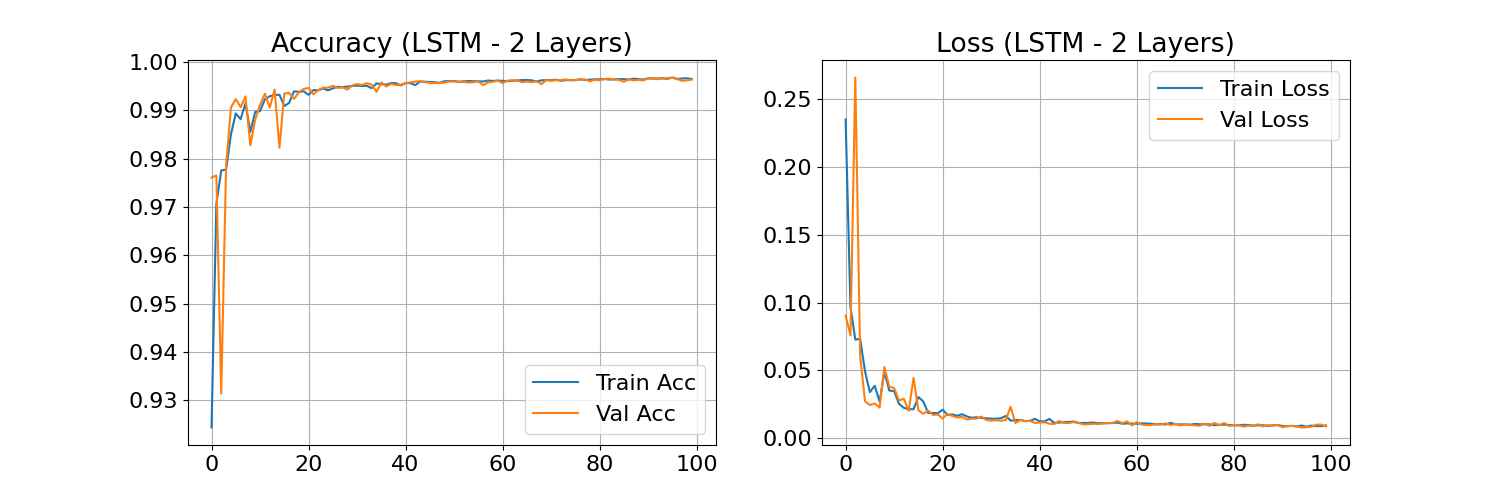 Accuracy (LSTM - 2 Layers)
1.00
0.99
0.98
0.97
0.96
0.95
0.94
0.93
0 20 40 60 80 100
Train Acc
Val Acc
Loss (LSTM - 2 Layers)
0.25
0.20
0.15
0.10
0.05
0.00
0 20 40 60 80 100
Train Loss
Val Loss